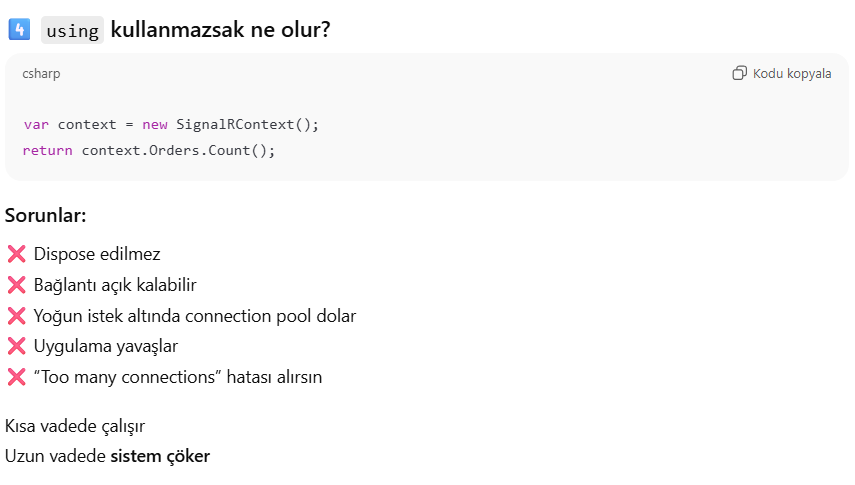 4 using kullanmazsak ne olur?
csharp
Kodu kopyala
var context = new SignalRContext();
return context.Orders.Count();
Sorunlar:
❌ Dispose edilmez
❌ Bağlantı açık kalabilir
❌ Yoğun istek altında connection pool dolar
❌ Uygulama yavaşlar
❌ “Too many connections” hatası alırsın
Kısa vadede çalışır
Uzun vadede sistem çöker